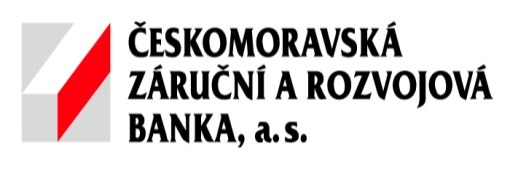 ČESKOMORAVSKÁ
ZÁRUČNÍ A ROZVOJOVÁ
BANKA, a.s.